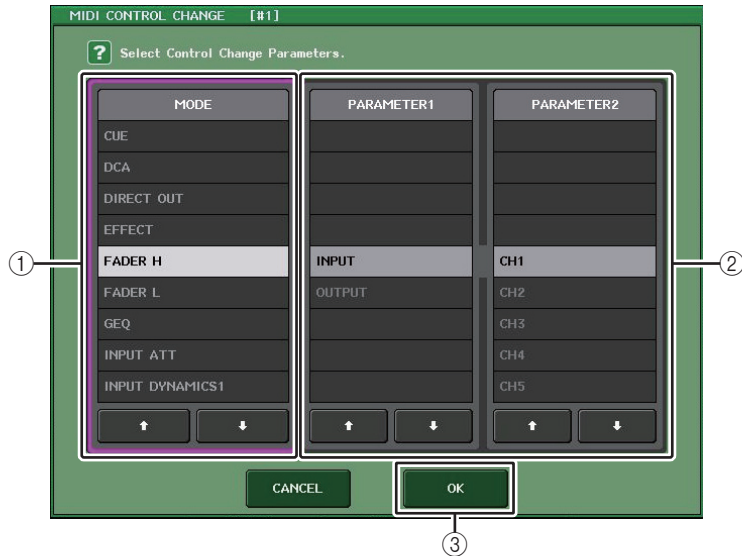 MIDI CONTROL CHANGE [#1]
? Select Control Change Parameters.
MODE
CUE
DCA
DIRECT OUT
EFFECT
FADER H
FADER L
GEQ
INPUT ATT
INPUT DYNAMICS1
PARAMETER1
INPUT
OUTPUT
PARAMETER2
CH1
CH2
CH3
CH4
CH5
CANCEL
OK
1
2
3